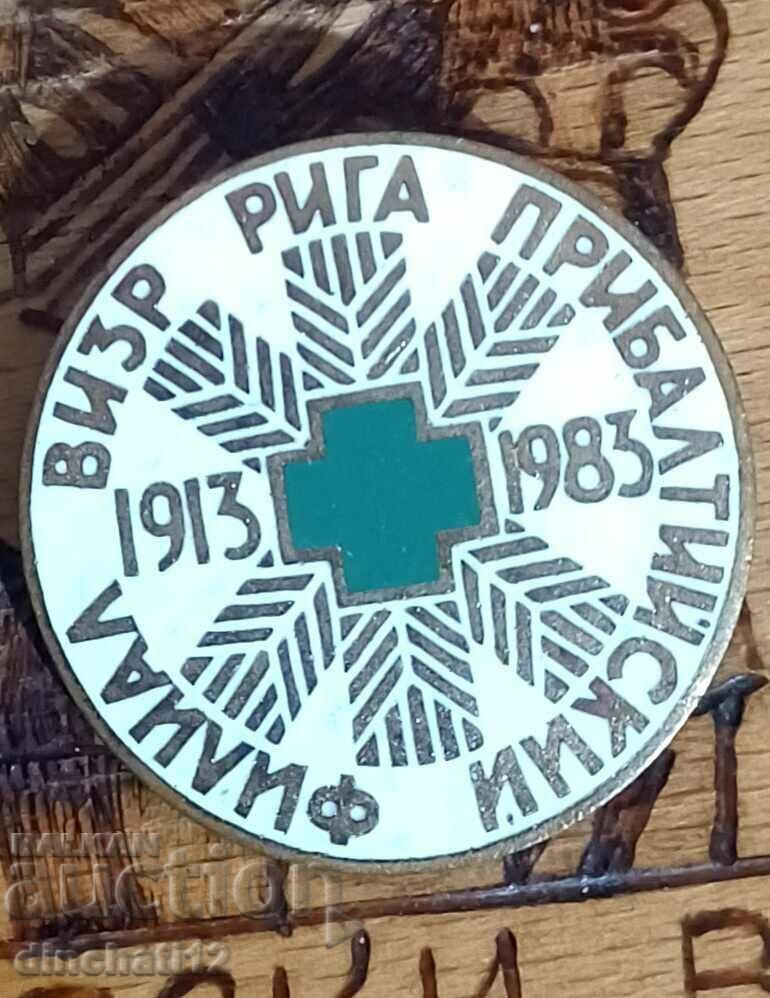 ВИЗР РИГА ПРИБАЛТИЙСКИЙ ФИЛИАЛ
1913 1983
BALKAN
auction
dinchati12